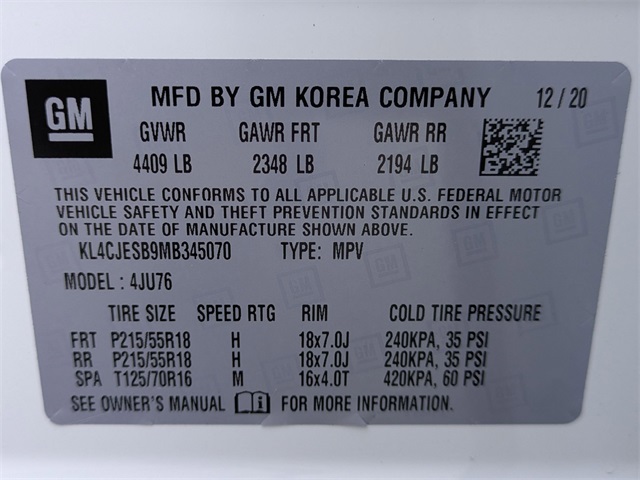 GM MFD BY GM KOREA COMPANY 12/20
GVWR GAWR FRT GAWR RR
4409 LB 2348 LB 2194 LB
THIS VEHICLE CONFORMS TO ALL APPLICABLE U.S. FEDERAL MOTOR
VEHICLE SAFETY AND THEFT PREVENTION STANDARDS IN EFFECT
ON THE DATE OF MANUFACTURE SHOWN ABOVE.
KL4CJESB9MB345070 TYPE: MPV
MODEL : 4JU76
TIRE SIZE SPEED RTG RIM COLD TIRE PRESSURE
FRT P215/55R18 H 18x7.0J 240KPA, 35 PSI
RR P215/55R18 H 18x7.0J 240KPA, 35 PSI
SPA T125/70R16 M 16x4.0T 420KPA, 60 PSI
SEE OWNER'S MANUAL FOR MORE INFORMATION.